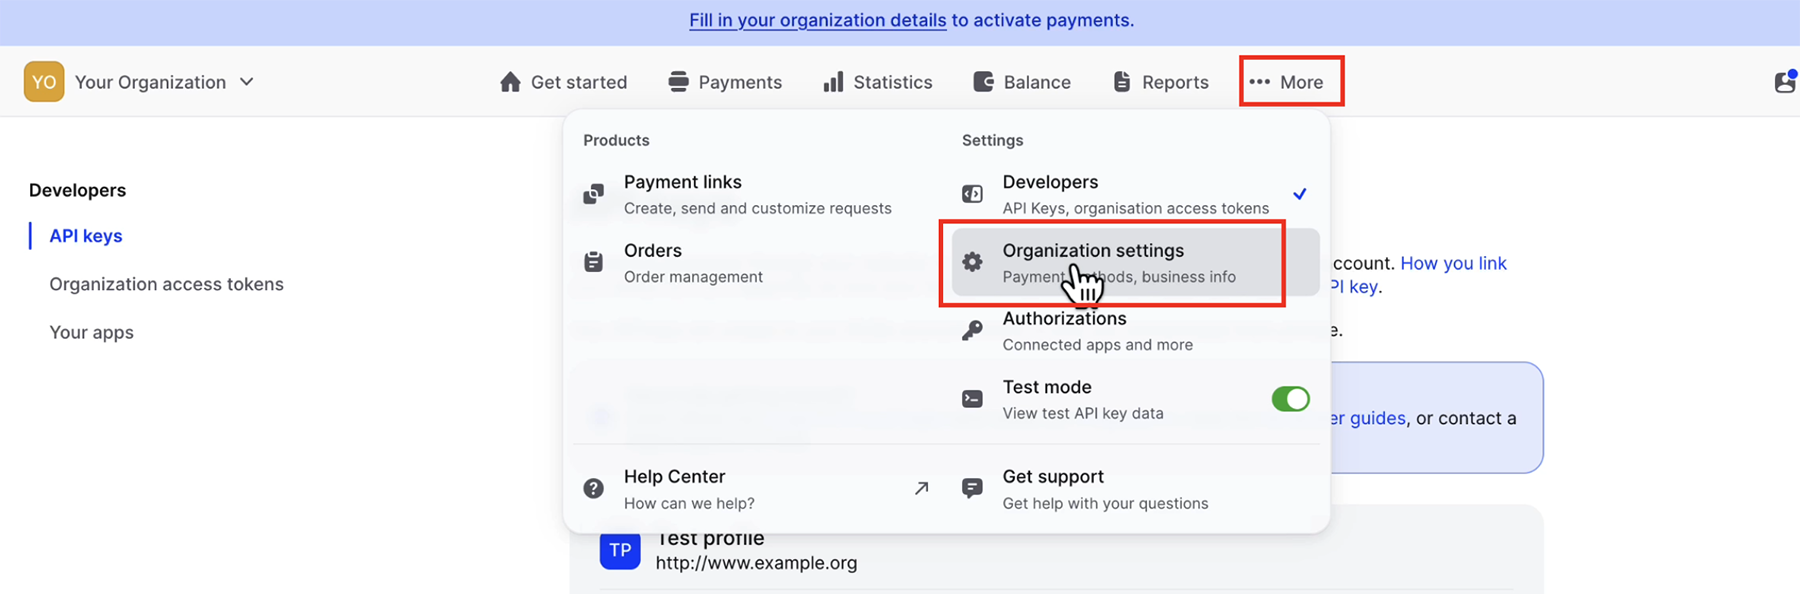 Fill in your organization details to activate payments.
YO Your Organization
Get started
Payments
Statistics
Balance
Reports
More
Developers
API keys
Organization access tokens
Your apps
Products
Payment links
Create, send and customize requests
Orders
Order management
Settings
Developers
API Keys, organisation access tokens
Organization settings
Payment methods, business info
Authorizations
Connected apps and more
Test mode
View test API key data
Help Center
How can we help?
Get support
Get help with your questions
ccount. How you link
PI key.
e.
er guides, or contact a
TP
Test profile
http://www.example.org